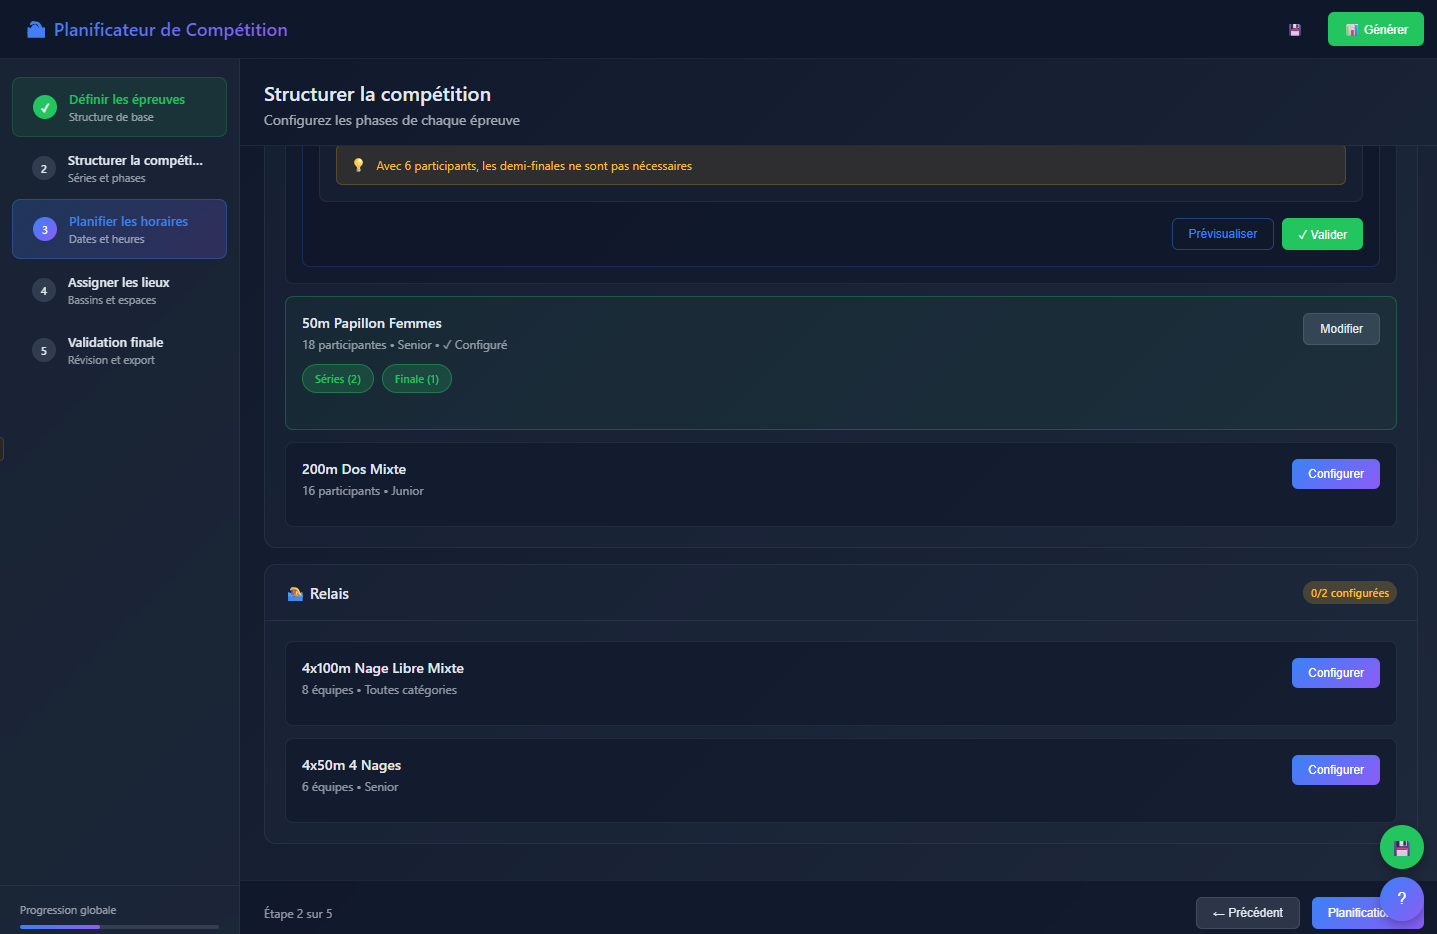 Planificateur de Compétition
Générer
✓
Définir les épreuves
Structure de base
2
Structurer la compéti...
Séries et phases
3
Planifier les horaires
Dates et heures
4
Assigner les lieux
Bassins et espaces
5
Validation finale
Révision et export
Progression globale
Structurer la compétition
Configurez les phases de chaque épreuve
Avec 6 participants, les demi-finales ne sont pas nécessaires
Prévisualiser
✓ Valider
50m Papillon Femmes
18 participantes • Senior • ✓ Configuré
Séries (2)
Finale (1)
Modifier
200m Dos Mixte
16 participants • Junior
Configurer
Relais
0/2 configurées
4x100m Nage Libre Mixte
8 équipes • Toutes catégories
Configurer
4x50m 4 Nages
6 équipes • Senior
Configurer
Étape 2 sur 5
← Précédent
?